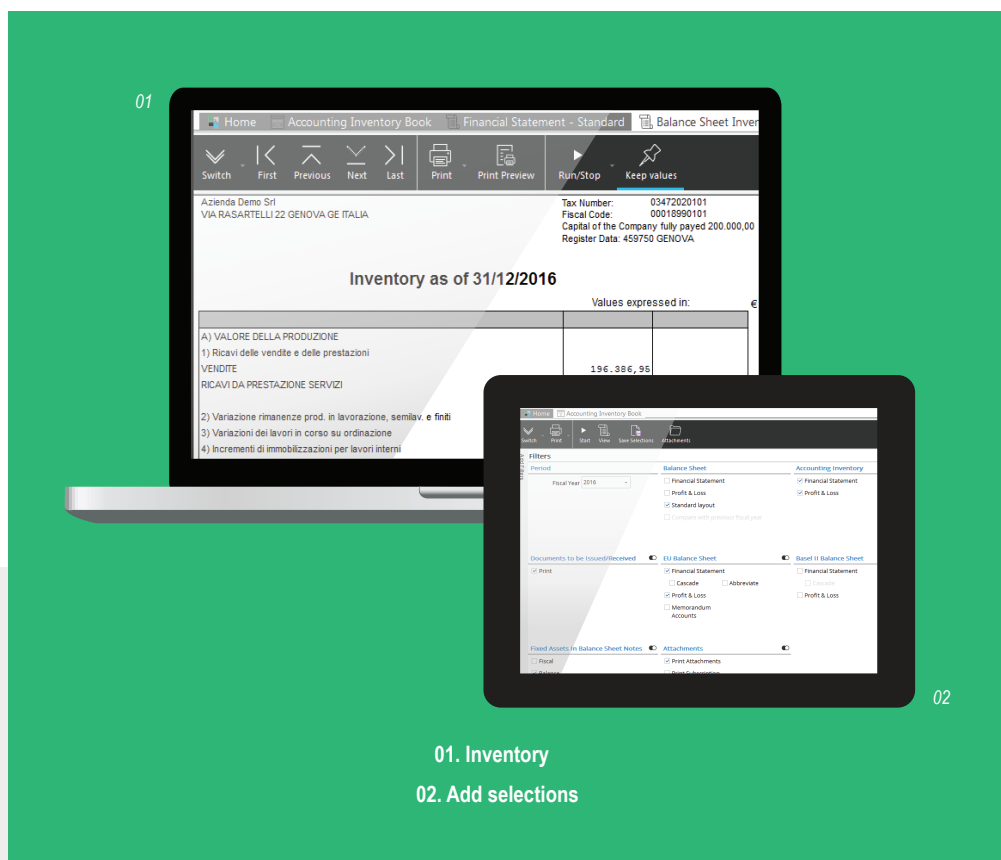 01
Home Accounting Inventory Book Financial Statement - Standard Balance Sheet Inven
Switch First Previous Next Last Print Print Preview Run/Stop Keep values
Azienda Demo Srl
VIA RASARTELLI 22 GENOVA GE ITALIA
Tax Number: 03472020101
Fiscal Code: 00018990101
Capital of the Company fully payed 200.000,00
Register Data: 459750 GENOVA
Inventory as of 31/12/2016
Values expressed in: €
A) VALORE DELLA PRODUZIONE
1) Ricavi delle vendite e delle prestazioni
VENDITE 196.386,95
RICAVI DA PRESTAZIONE SERVIZI
2) Variazione rimanenze prod. in lavorazione, semilav. e finiti
3) Variazioni dei lavori in corso su ordinazione
4) Incrementi di immobilizzazioni per lavori interni
Home Accounting Inventory Book
Switch Print Start View Save Selections Attachments
Add Filters
Filters
Period Balance Sheet Accounting Inventory
Fiscal Year 2016 Financial Statement Financial Statement
Profit & Loss Profit & Loss
Standard layout
Compare with previous fiscal year
Documents to be Issued/Received EU Balance Sheet Basel II Balance Sheet
Print Financial Statement Financial Statement
Cascade Abbreviate Cascade
Profit & Loss Profit & Loss
Memorandum
Accounts
Fixed Assets In Balance Sheet Notes Attachments
Fiscal Print Attachments
Balance Print Subscription
02
01. Inventory
02. Add selections